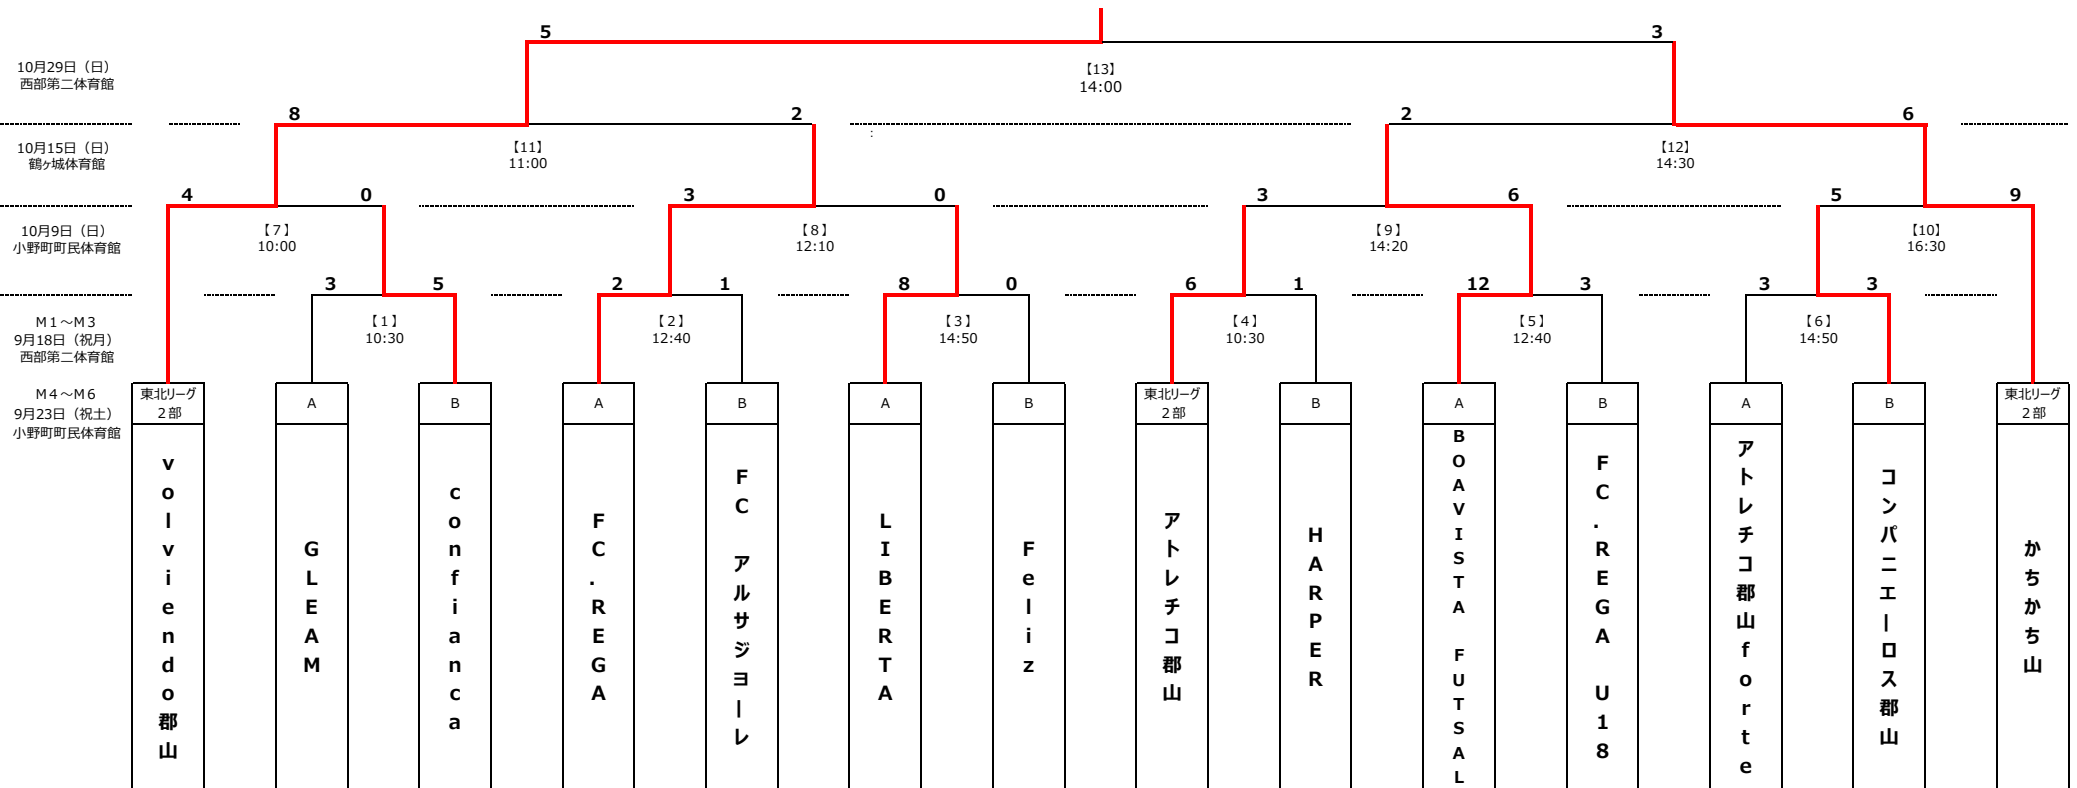 5 3
10月29日（日）
西部第二体育館
【13】
14:00
8 2 2 6
:
10月15日（日）
鶴ヶ城体育館
【11】
11:00
【12】
14:30
4 0 3 0 3 6 5 9
10月9日（日）
小野町町民体育館
【7】
10:00
【8】
12:10
【9】
14:20
【10】
16:30
3 5 2 1 8 0 6 1 12 3 3 3
M1～M3
9月18日（祝月）
西部第二体育館
【1】
10:30
【2】
12:40
【3】
14:50
【4】
10:30
【5】
12:40
【6】
14:50
M4～M6
9月23日（祝土）
小野町町民体育館
東北リーグ
2部
A
B
A
B
A
B
東北リーグ
2部
B
A
B
A
B
東北リーグ
2部
volviendo郡山
GLEAM
confianca
FC.REGA
FC アルサジョーレ
LIBERTA
Feliz
アトレチコ郡山
HARPER
BOAVISTA FUTSAL
FC.REGA U18
アトレチコ郡山forte
コンパニエーロス郡山
かちかち山